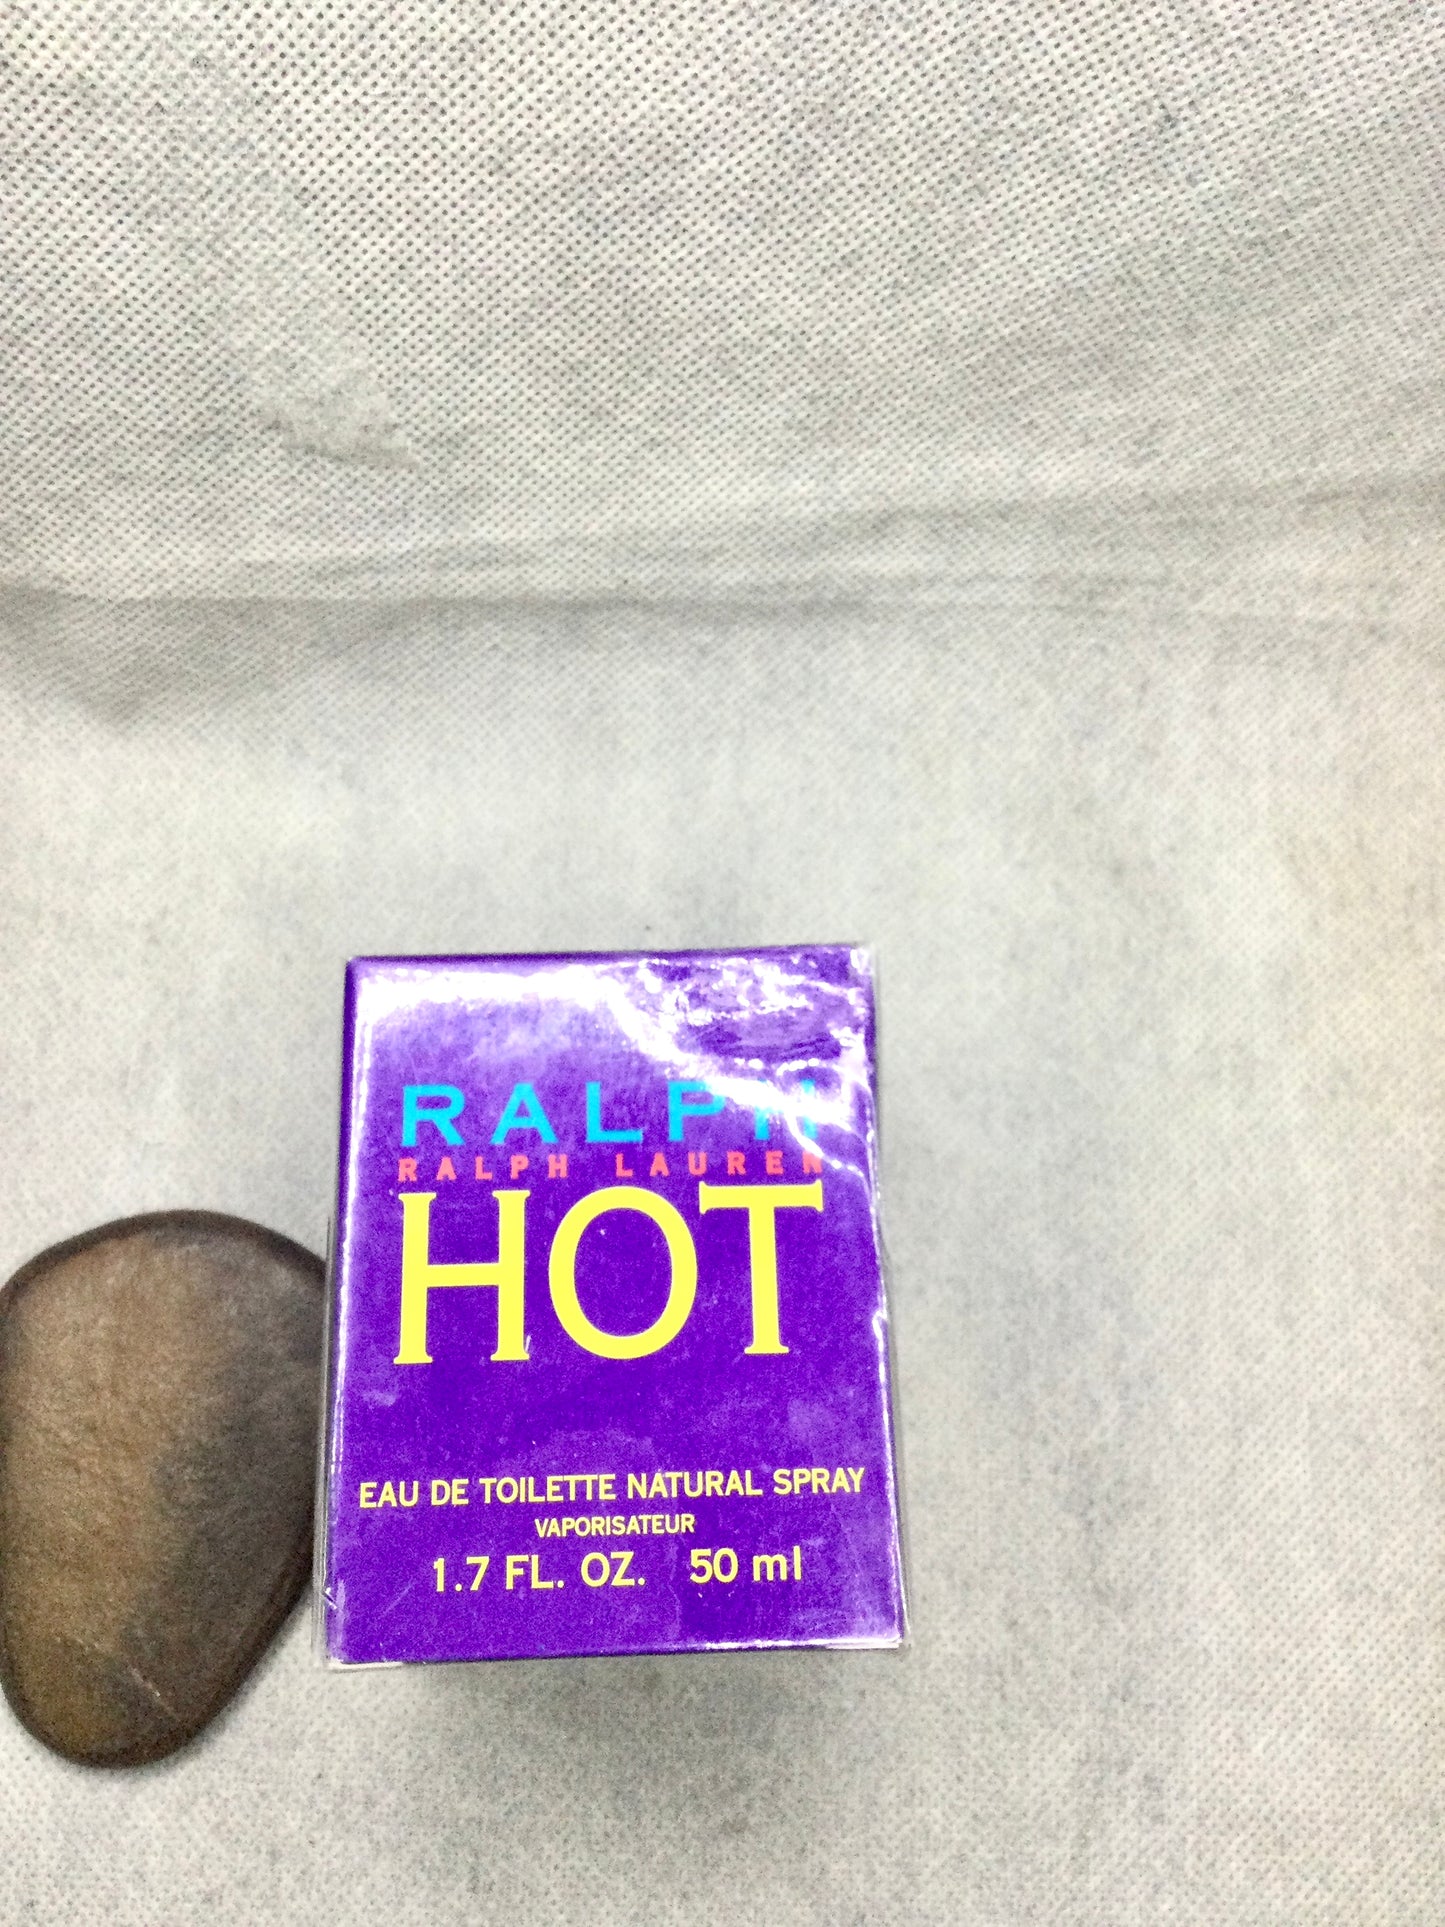 RALPH
RALPH LAUREN
HOT
EAU DE TOILETTE NATURAL SPRAY
VAPORISATEUR
1.7 FL. OZ. 50 ml